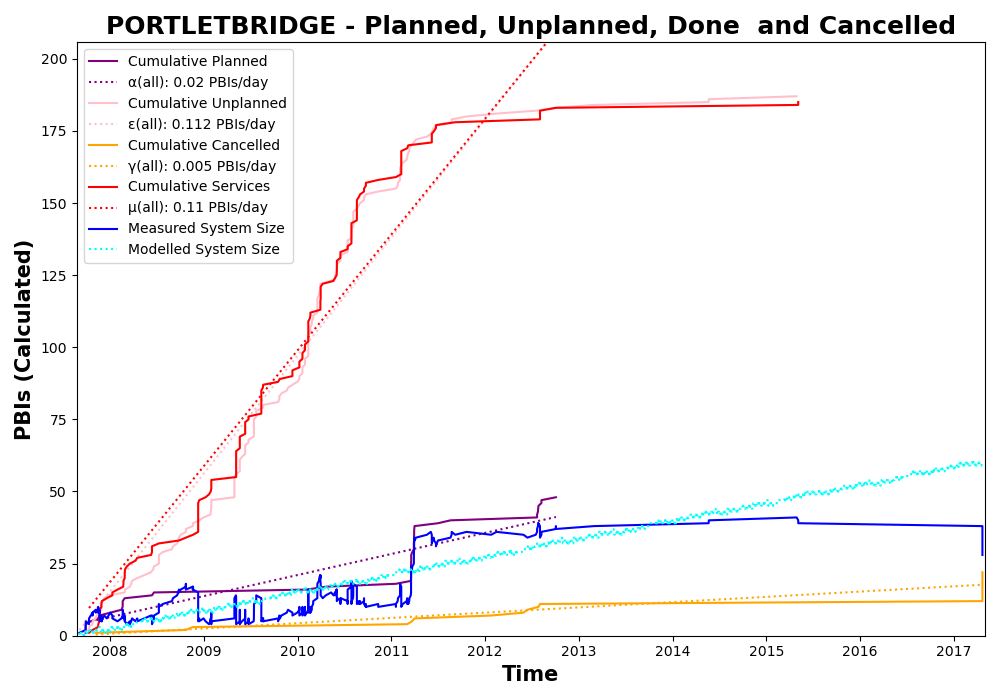 PORTLETBRIDGE - Planned, Unplanned, Done  and Cancelled
Cumulative Planned
α(all): 0.02 PBIs/day
Cumulative Unplanned
ε(all): 0.112 PBIs/day
Cumulative Cancelled
γ(all): 0.005 PBIs/day
Cumulative Services
μ(all): 0.11 PBIs/day
Measured System Size
Modelled System Size
PBIs (Calculated)
200
175
150
125
100
75
50
25
0
2008 2009 2010 2011 2012 2013 2014 2015 2016 2017
Time